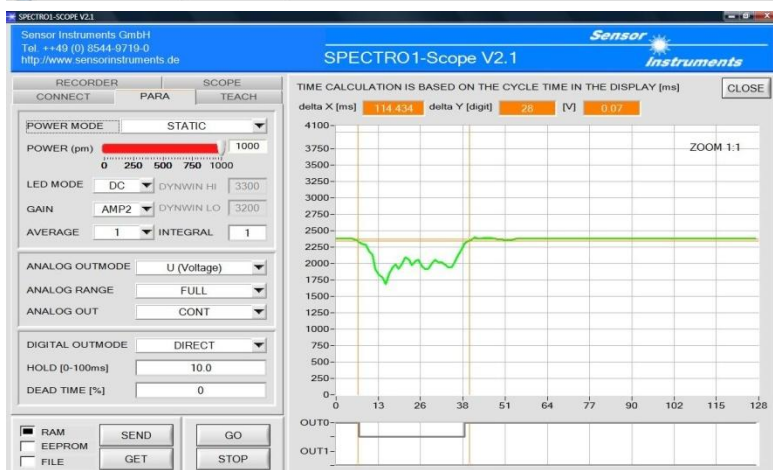 SPECTRO1-SCOPE V2.1
Sensor Instruments GmbH
Tel. ++49 (0) 8544-9719-0
http://www.sensorinstruments.de
SPECTRO1-Scope V2.1
Sensor
Instruments
RECORDER SCOPE
CONNECT PARA TEACH
POWER MODE STATIC
POWER (pm) 1000
0 250 500 750 1000
LED MODE DC DYNWIN HI 3300
GAIN AMP2 DYNWIN LO 3200
AVERAGE 1 INTEGRAL 1
ANALOG OUTMODE U (Voltage)
ANALOG RANGE FULL
ANALOG OUT CONT
DIGITAL OUTMODE DIRECT
HOLD [0-100ms] 10.0
DEAD TIME [%] 0
RAM
EEPROM
FILE
SEND GO
GET STOP
TIME CALCULATION IS BASED ON THE CYCLE TIME IN THE DISPLAY [ms]
CLOSE
delta X [ms] 114.434 delta Y [digit] 28 [V] 0.07
ZOOM 1:1
4100
3750
3500
3250
3000
2750
2500
2250
2000
1750
1500
1250
1000
750
500
250
0
0 13 26 38 51 64 77 90 102 115 128
OUT0
OUT1